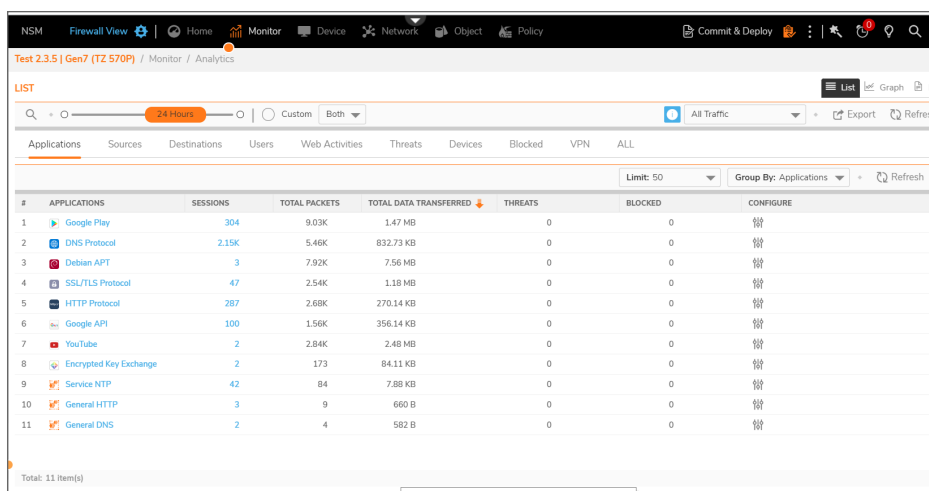 NSM Firewall View Home Monitor Device Network Object Policy Commit & Deploy 0
Test 2.3.5 | Gen7 (TZ 570P) / Monitor / Analytics
LIST List Graph
24 Hours Custom Both All Traffic Export Refres
Applications Sources Destinations Users Web Activities Threats Devices Blocked VPN ALL
Limit: 50 Group By: Applications Refresh
# APPLICATIONS SESSIONS TOTAL PACKETS TOTAL DATA TRANSFERRED THREATS BLOCKED CONFIGURE
1 Google Play 304 9.03K 1.47 MB 0 0
2 DNS Protocol 2.15K 5.46K 832.73 KB 0 0
3 Debian APT 3 7.92K 7.56 MB 0 0
4 SSL/TLS Protocol 47 2.54K 1.18 MB 0 0
5 HTTP Protocol 287 2.68K 270.14 KB 0 0
6 Google API 100 1.56K 356.14 KB 0 0
7 YouTube 2 2.84K 2.48 MB 0 0
8 Encrypted Key Exchange 2 173 84.11 KB 0 0
9 Service NTP 42 84 7.88 KB 0 0
10 General HTTP 3 9 660 B 0 0
11 General DNS 2 4 582 B 0 0
Total: 11 item(s)